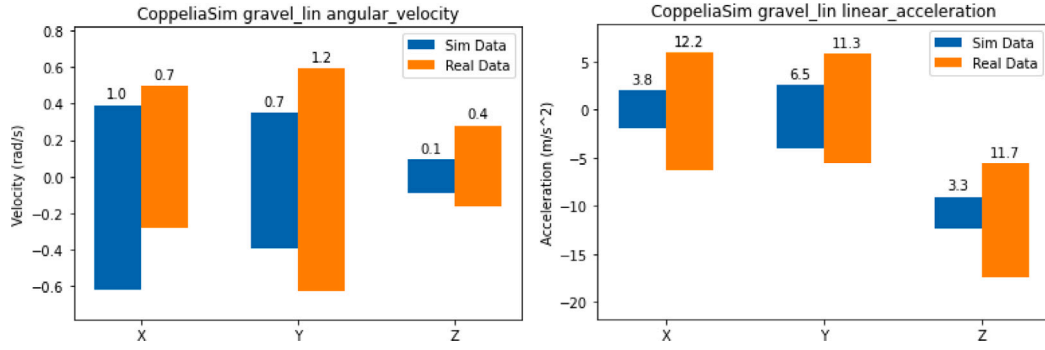 CoppeliaSim gravel_lin angular_velocity
Velocity (rad/s)
0.8
0.6
0.4
0.2
0.0
−0.2
−0.4
−0.6
Sim Data
Real Data
1.0
0.7
0.7
1.2
0.1
0.4
X
Y
Z
CoppeliaSim gravel_lin linear_acceleration
Acceleration (m/s^2)
5
0
−5
−10
−15
−20
Sim Data
Real Data
3.8
12.2
6.5
11.3
3.3
11.7
X
Y
Z